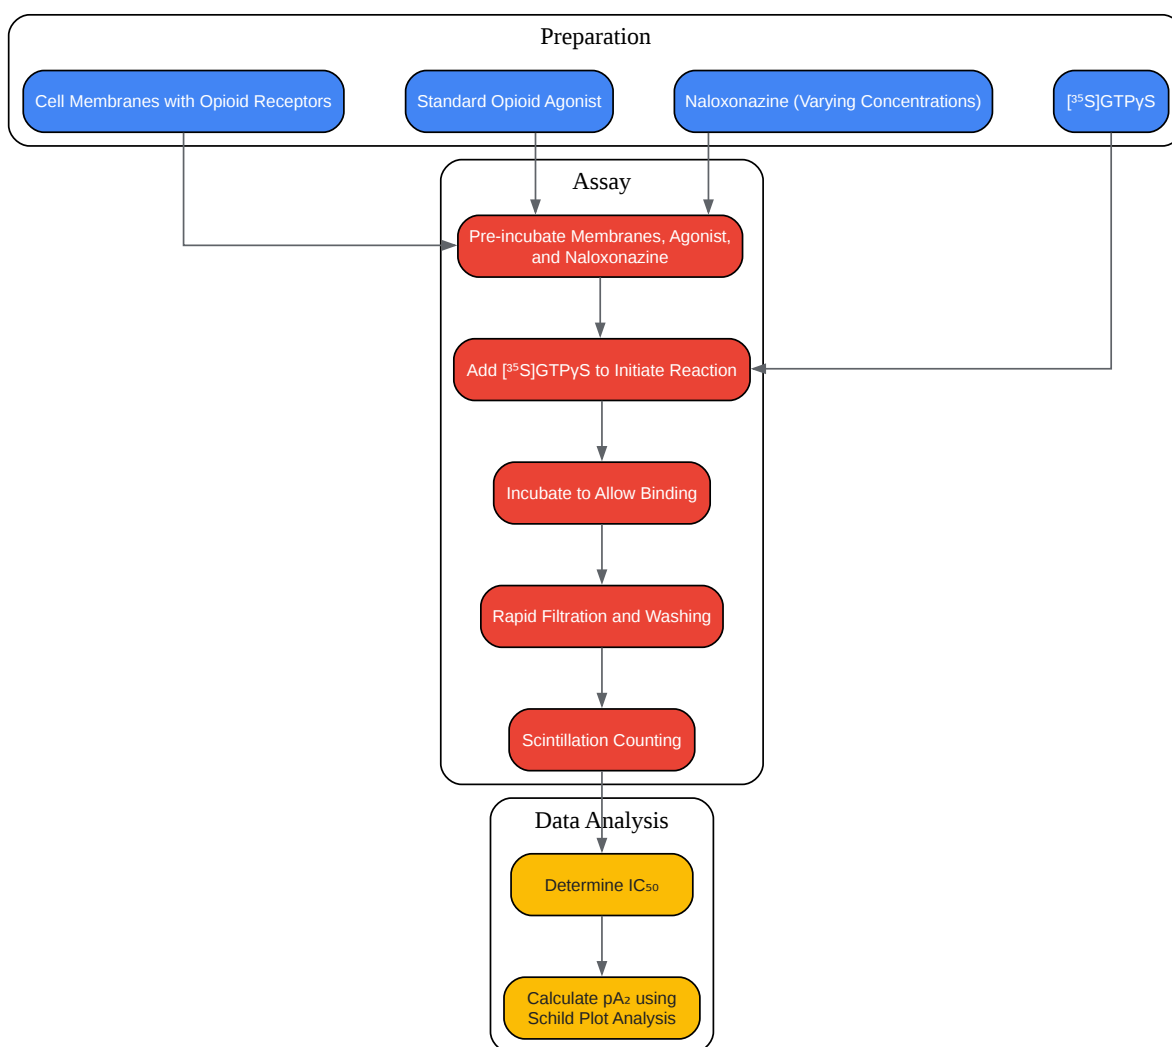 Preparation
Cell Membranes with Opioid Receptors
Standard Opioid Agonist
Naloxonazine (Varying Concentrations)
[³⁵S]GTPγS
Assay
Pre-incubate Membranes, Agonist,
and Naloxonazine
Add [³⁵S]GTPγS to Initiate Reaction
Incubate to Allow Binding
Rapid Filtration and Washing
Scintillation Counting
Data Analysis
Determine IC₅₀
Calculate pA₂ using
Schild Plot Analysis